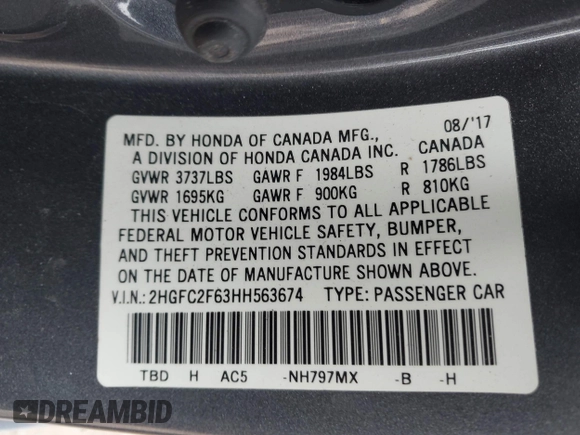 08/'17
MFD. BY HONDA OF CANADA MFG.,
A DIVISION OF HONDA CANADA INC. CANADA
GVWR 3737LBS GAWR F 1984LBS R 1786LBS
GVWR 1695KG GAWR F 900KG R 810KG
THIS VEHICLE CONFORMS TO ALL APPLICABLE
FEDERAL MOTOR VEHICLE SAFETY, BUMPER,
AND THEFT PREVENTION STANDARDS IN EFFECT
ON THE DATE OF MANUFACTURE SHOWN ABOVE.
V.I.N.: 2HGFC2F63HH563674 TYPE: PASSENGER CAR
TBD H AC5 -NH797MX -B -H
DREAMBID